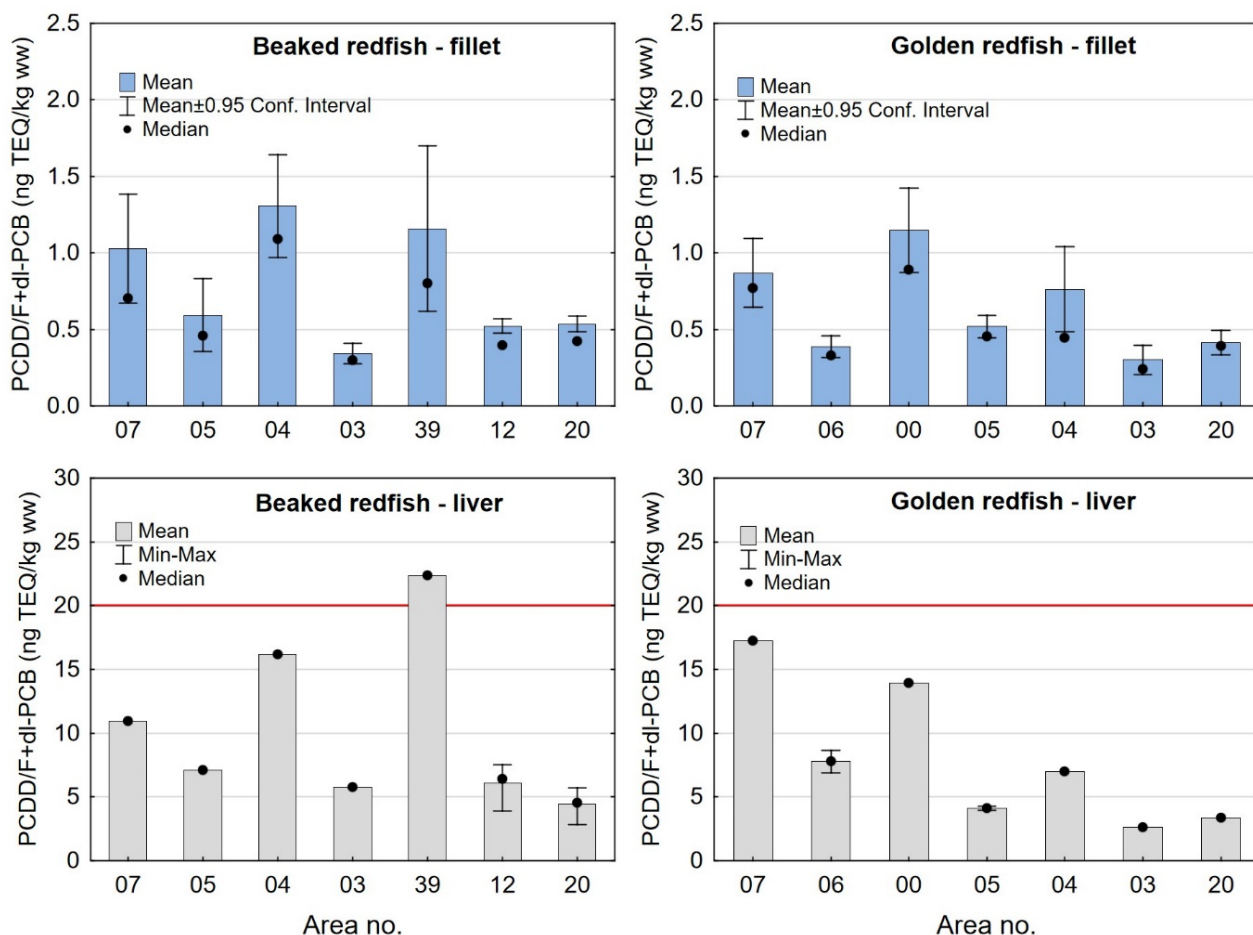 Beaked redfish - fillet
Mean
Mean±0.95 Conf. Interval
Median
PCDD/F+dl-PCB (ng TEQ/kg ww)
2.5
2.0
1.5
1.0
0.5
0.0
07 05 04 03 39 12 20
Golden redfish - fillet
Mean
Mean±0.95 Conf. Interval
Median
PCDD/F+dl-PCB (ng TEQ/kg ww)
2.5
2.0
1.5
1.0
0.5
0.0
07 06 00 05 04 03 20
Beaked redfish - liver
Mean
Min-Max
Median
PCDD/F+dl-PCB (ng TEQ/kg ww)
30
25
20
15
10
5
0
07 05 04 03 39 12 20
Area no.
Golden redfish - liver
Mean
Min-Max
Median
PCDD/F+dl-PCB (ng TEQ/kg ww)
30
25
20
15
10
5
0
07 06 00 05 04 03 20
Area no.